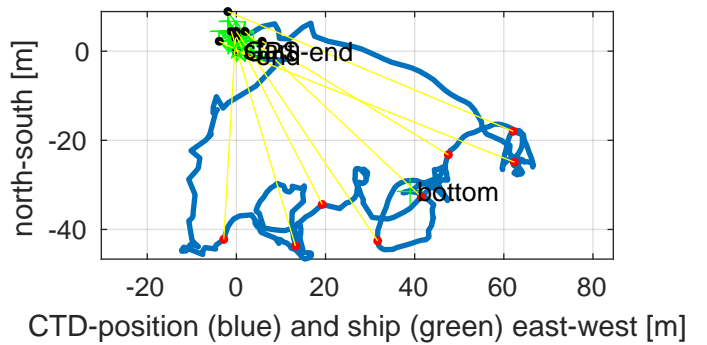 0
-20
-40
north-south [m]
end
-end
bottom
-20
0
20
40
60
80
CTD-position (blue) and ship (green) east-west [m]